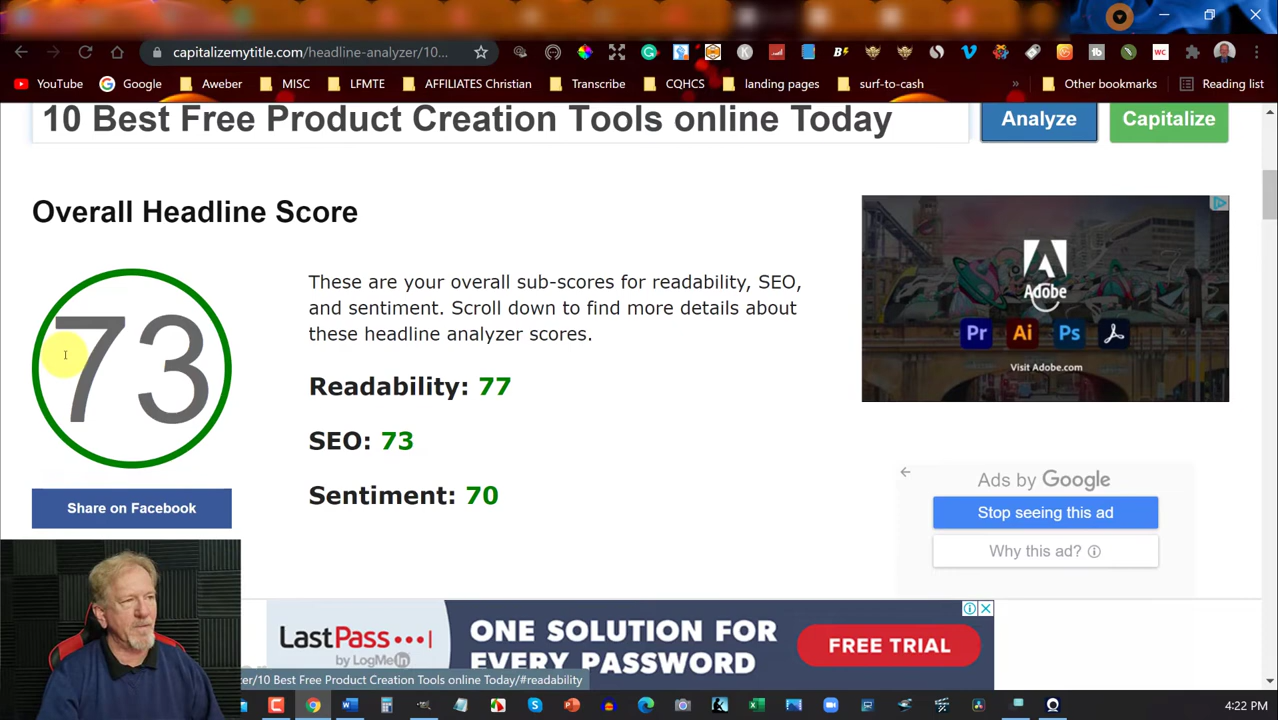 capitalizemytitle.com/headline-analyzer/10...
YouTube Google Aweber MISC LFMTE AFFILIATES Christian Transcribe CQHCS landing pages surf-to-cash » Other bookmarks Reading list
10 Best Free Product Creation Tools online Today Analyze Capitalize
Overall Headline Score
73
These are your overall sub-scores for readability, SEO,
and sentiment. Scroll down to find more details about
these headline analyzer scores.
Readability: 77
SEO: 73
Sentiment: 70
Share on Facebook
Adobe
Pr Ai Ps
Visit Adobe.com
Ads by Google
Stop seeing this ad
Why this ad?
LastPass
by LogMeIn
ONE SOLUTION FOR
EVERY PASSWORD
FREE TRIAL
zer/10 Best Free Product Creation Tools online Today/#readability
4:22 PM